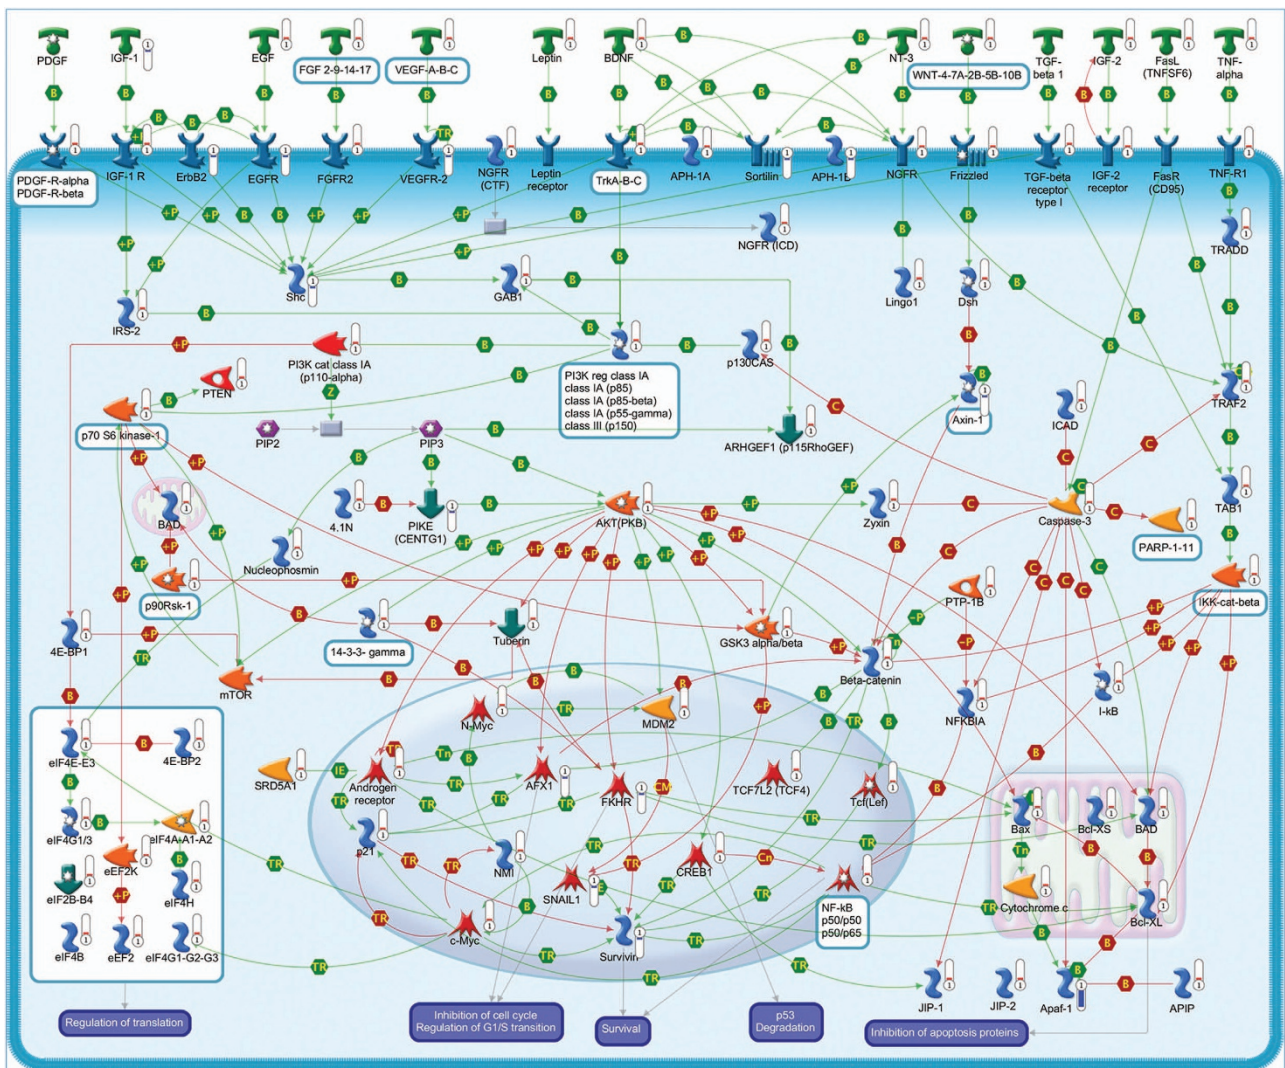 PDGF
IGF-1
EGF
FGF 2-9-14-17
VEGF-A-B-C
Leptin
BDNF
NT-3
WNT-4-7A-2B-5B-10B
TGF-
beta 1
IGF-2
FasL
(TNFSF6)
TNF-
alpha
PDGF-R-alpha
PDGF-R-beta
IGF-1 R
ErbB2
EGFR
FGFR2
VEGFR-2
NGFR
(CTF)
Leptin
receptor
TrkA-B-C
APH-1A
Sortilin
APH-1B
NGFR
Frizzled
TGF-beta
receptor
type I
IGF-2
receptor
FasR
(CD95)
TNF-R1
NGFR (ICD)
TRADD
Shc
GAB1
Lingo1
Dsh
IRS-2
PI3K cat class IA
(p110-alpha)
PI3K reg class IA
class IA (p85)
class IA (p85-beta)
class IA (p55-gamma)
class III (p150)
p130CAS
PTEN
Axin-1
ICAD
TRAF2
p70 S6 kinase-1
PIP2
PIP3
ARHGEF1 (p115RhoGEF)
BAD
4.1N
PIKE
(CENTG1)
AKT(PKB)
Zyxin
Caspase-3
TAB1
PARP-1-11
Nucleophosmin
p90Rsk-1
PTP-1B
IKK-cat-beta
4E-BP1
14-3-3- gamma
Tuberin
GSK3 alpha/beta
Beta-catenin
mTOR
NFKBIA
I-kB
N-Myc
MDM2
eIF4E-E3
4E-BP2
SRD5A1
Androgen
receptor
AFX1
FKHR
TCF7L2 (TCF4)
Tcf(Lef)
Bax
Bcl-XS
BAD
eIF4G1/3
eIF4A-A1-A2
p21
NMI
CREB1
eEF2K
eIF2B-B4
eIF4H
SNAIL1
NF-kB
p50/p50
p50/p65
Cytochrome c
Bcl-XL
eIF4B
eEF2
eIF4G1-G2-G3
c-Myc
Survivin
JIP-1
JIP-2
Apaf-1
APIP
Regulation of translation
Inhibition of cell cycle
Regulation of G1/S transition
Survival
p53
Degradation
Inhibition of apoptosis proteins